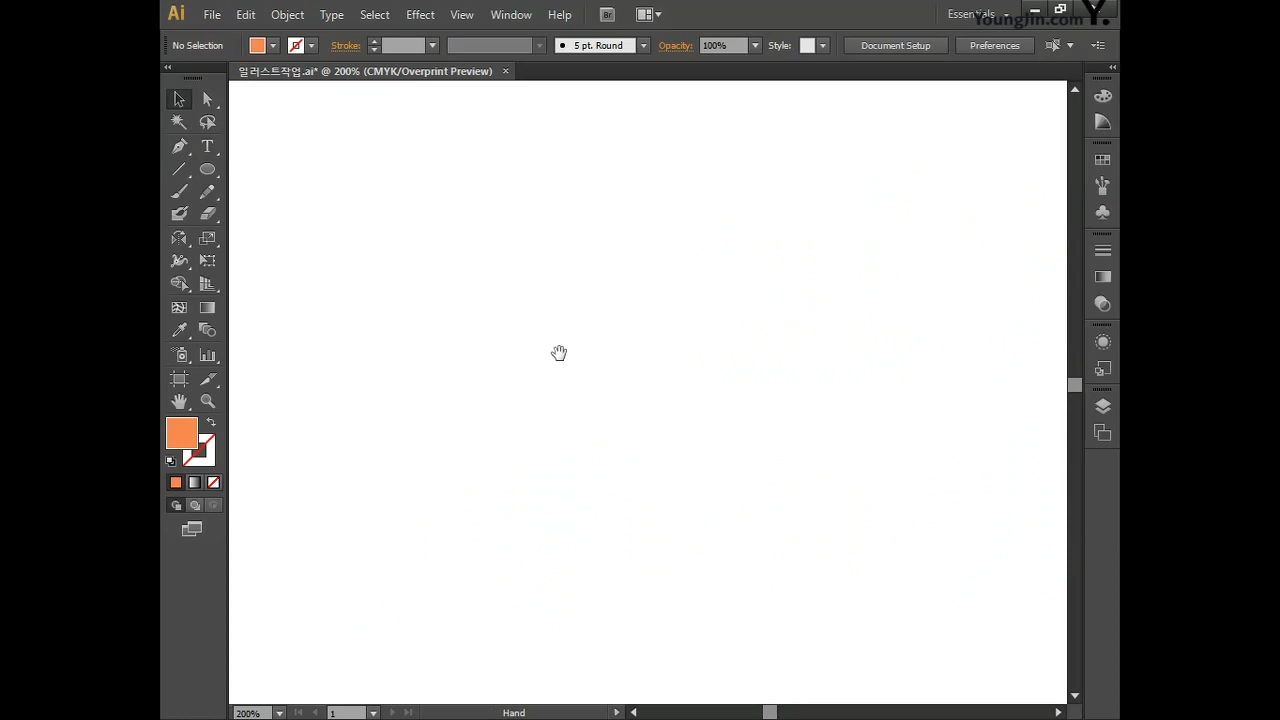 Ai File Edit Object Type Select Effect View Window Help Br Essentials
YoungJin.com Y.
No Selection Stroke: 5 pt. Round Opacity: 100% Style: Document Setup Preferences
일러스트작업.ai* @ 200% (CMYK/Overprint Preview) ×
T
200% 1 Hand